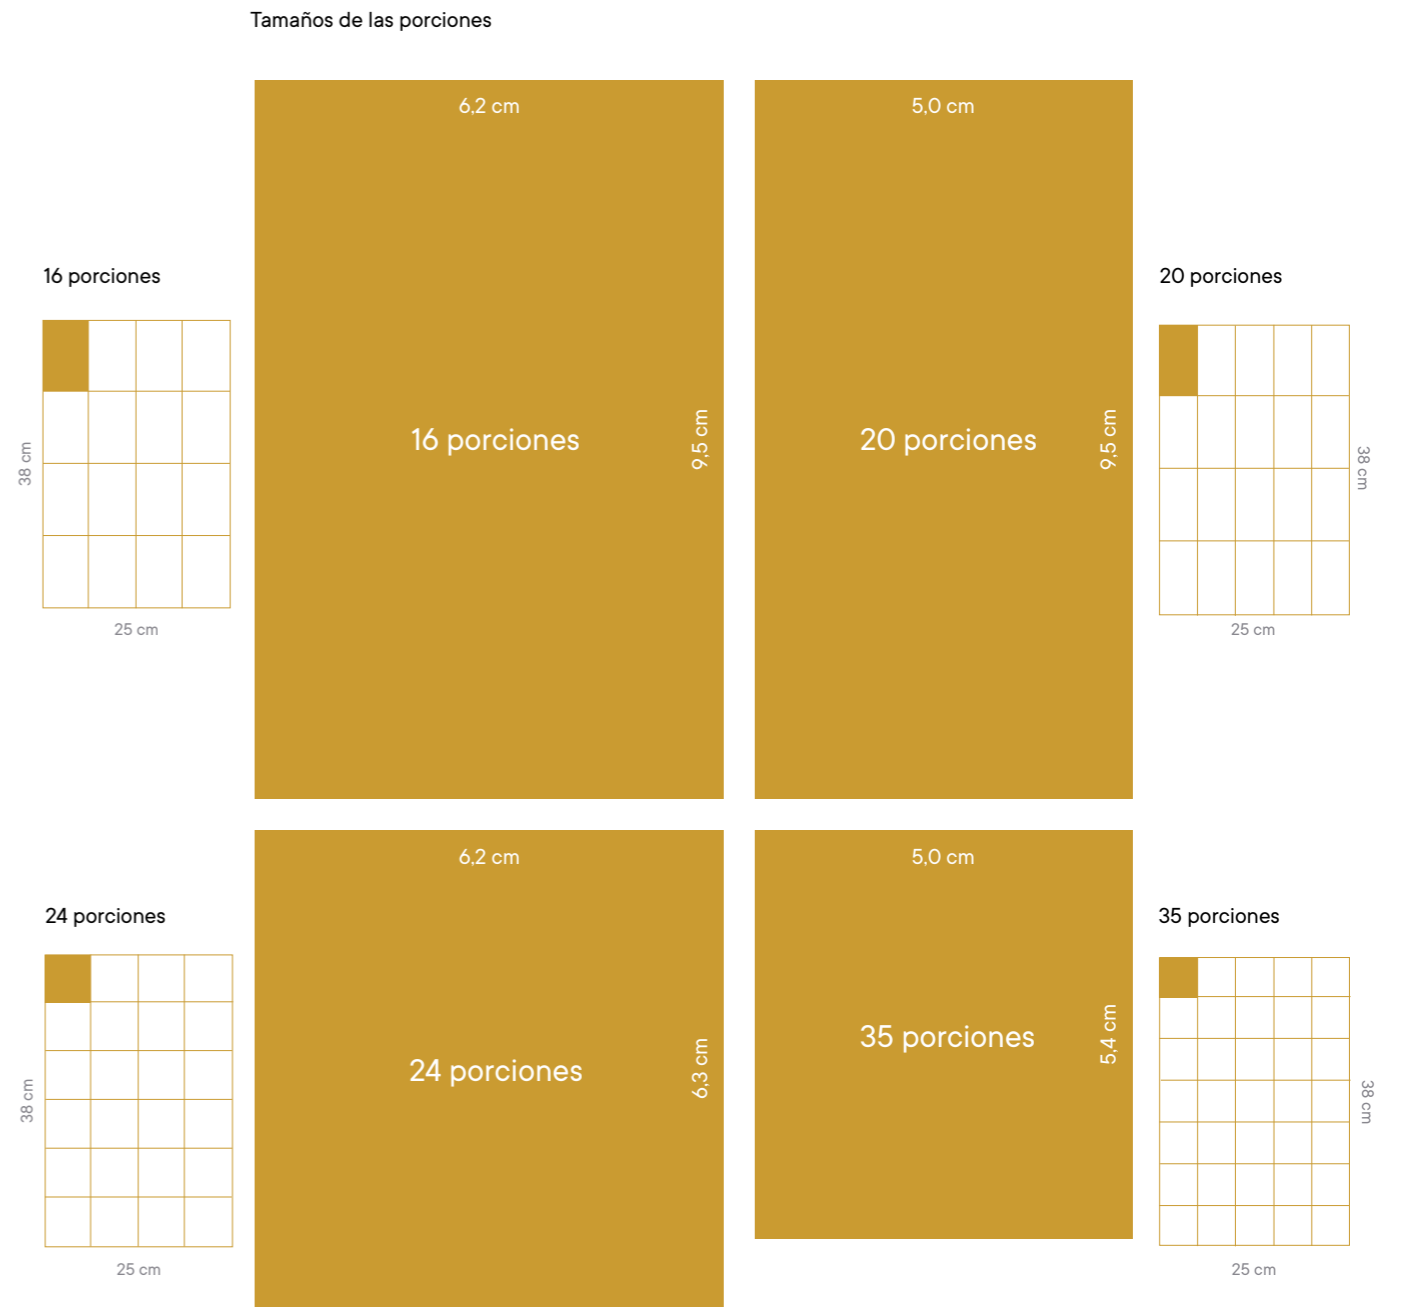 Tamaños de las porciones
6,2 cm
5,0 cm
16 porciones
20 porciones
38 cm
16 porciones
9,5 cm
20 porciones
9,5 cm
38 cm
25 cm
25 cm
6,2 cm
5,0 cm
24 porciones
35 porciones
38 cm
24 porciones
6,3 cm
35 porciones
5,4 cm
38 cm
25 cm
25 cm